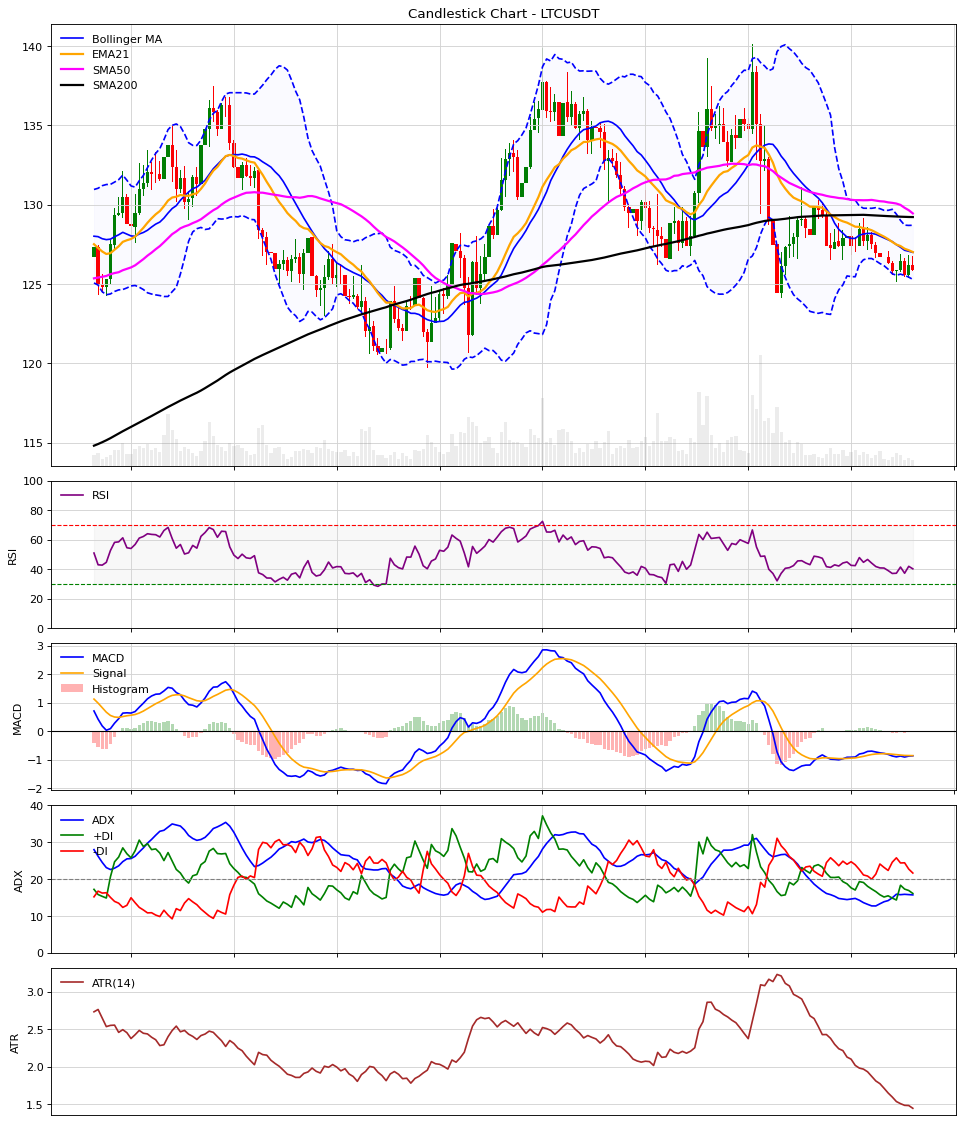 Candlestick Chart - LTCUSDT
Bollinger MA
EMA21
SMA50
SMA200
140
135
130
125
120
115
RSI
100
80
60
40
20
0
RSI
MACD
Signal
Histogram
3
2
1
0
−1
−2
MACD
ADX
+DI
-DI
40
30
20
10
0
ADX
ATR(14)
3.0
2.5
2.0
1.5
ATR